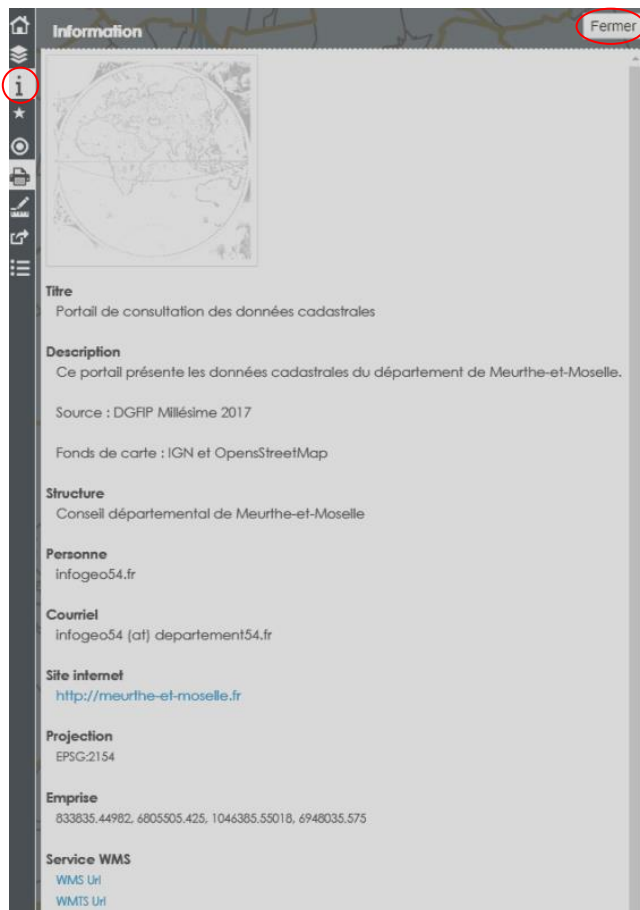 Information
Fermer
i
Titre
Portail de consultation des données cadastrales
Description
Ce portail présente les données cadastrales du département de Meurthe-et-Moselle.
Source : DGFIP Millésime 2017
Fonds de carte : IGN et OpensStreetMap
Structure
Conseil départemental de Meurthe-et-Moselle
Personne
infogeo54.fr
Courriel
infogeo54 (at) departement54.fr
Site internet
http://meurthe-et-moselle.fr
Projection
EPSG:2154
Emprise
833835.44982, 6805505.425, 1046385.55018, 6948035.575
Service WMS
WMS Url
WMTS Url